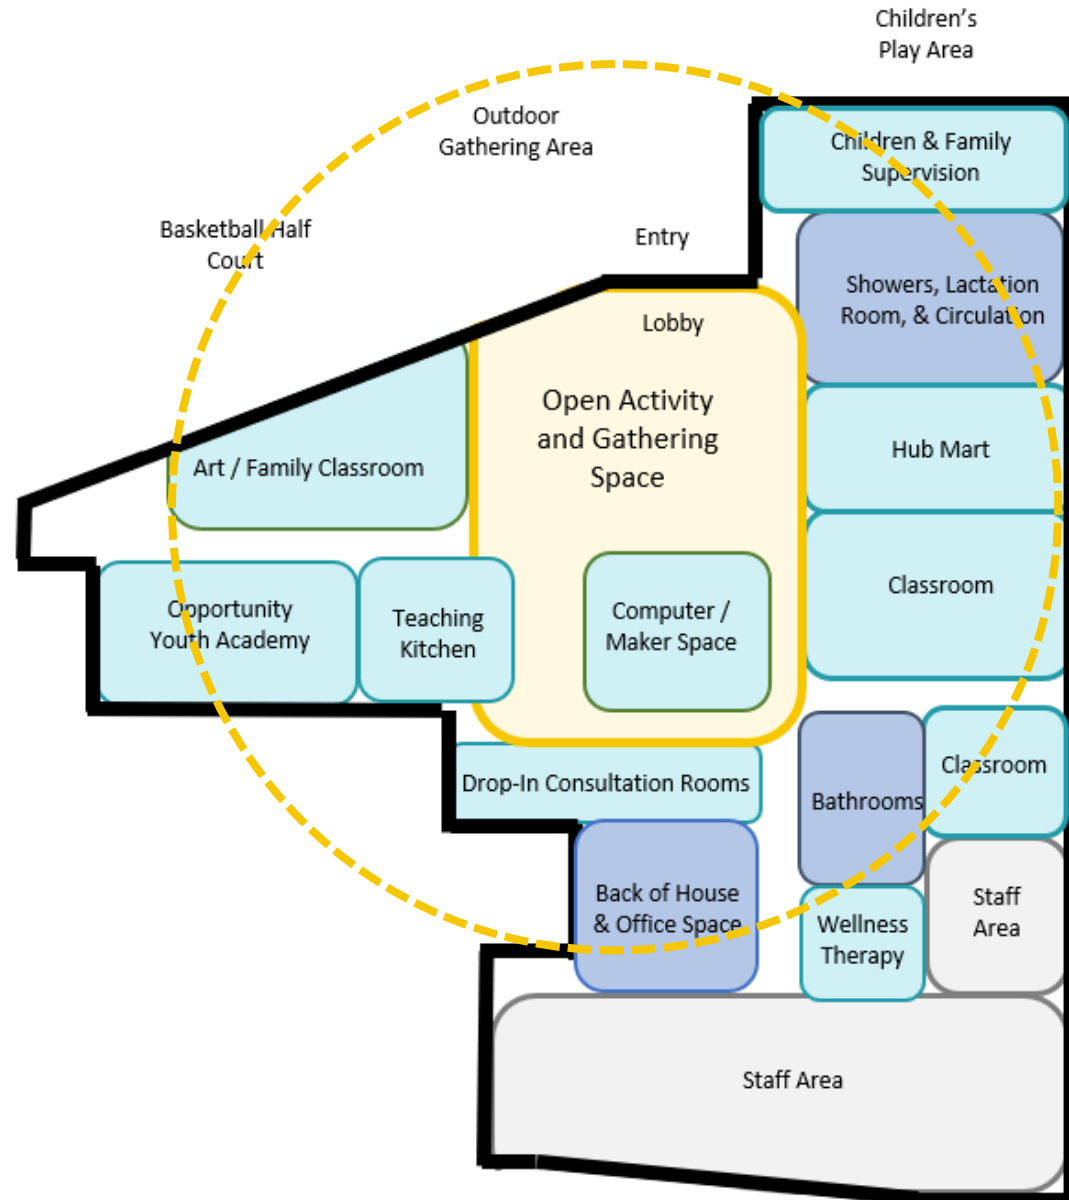 Children’s
Play Area
Outdoor
Gathering Area
Children & Family
Supervision
Basketball Half
Court
Entry
Showers, Lactation
Room, & Circulation
Lobby
Open Activity
and Gathering
Space
Hub Mart
Art / Family Classroom
Classroom
Opportunity
Youth Academy
Teaching
Kitchen
Computer /
Maker Space
Classroom
Drop-In Consultation Rooms
Bathrooms
Back of House
& Office Space
Staff
Area
Wellness
Therapy
Staff Area